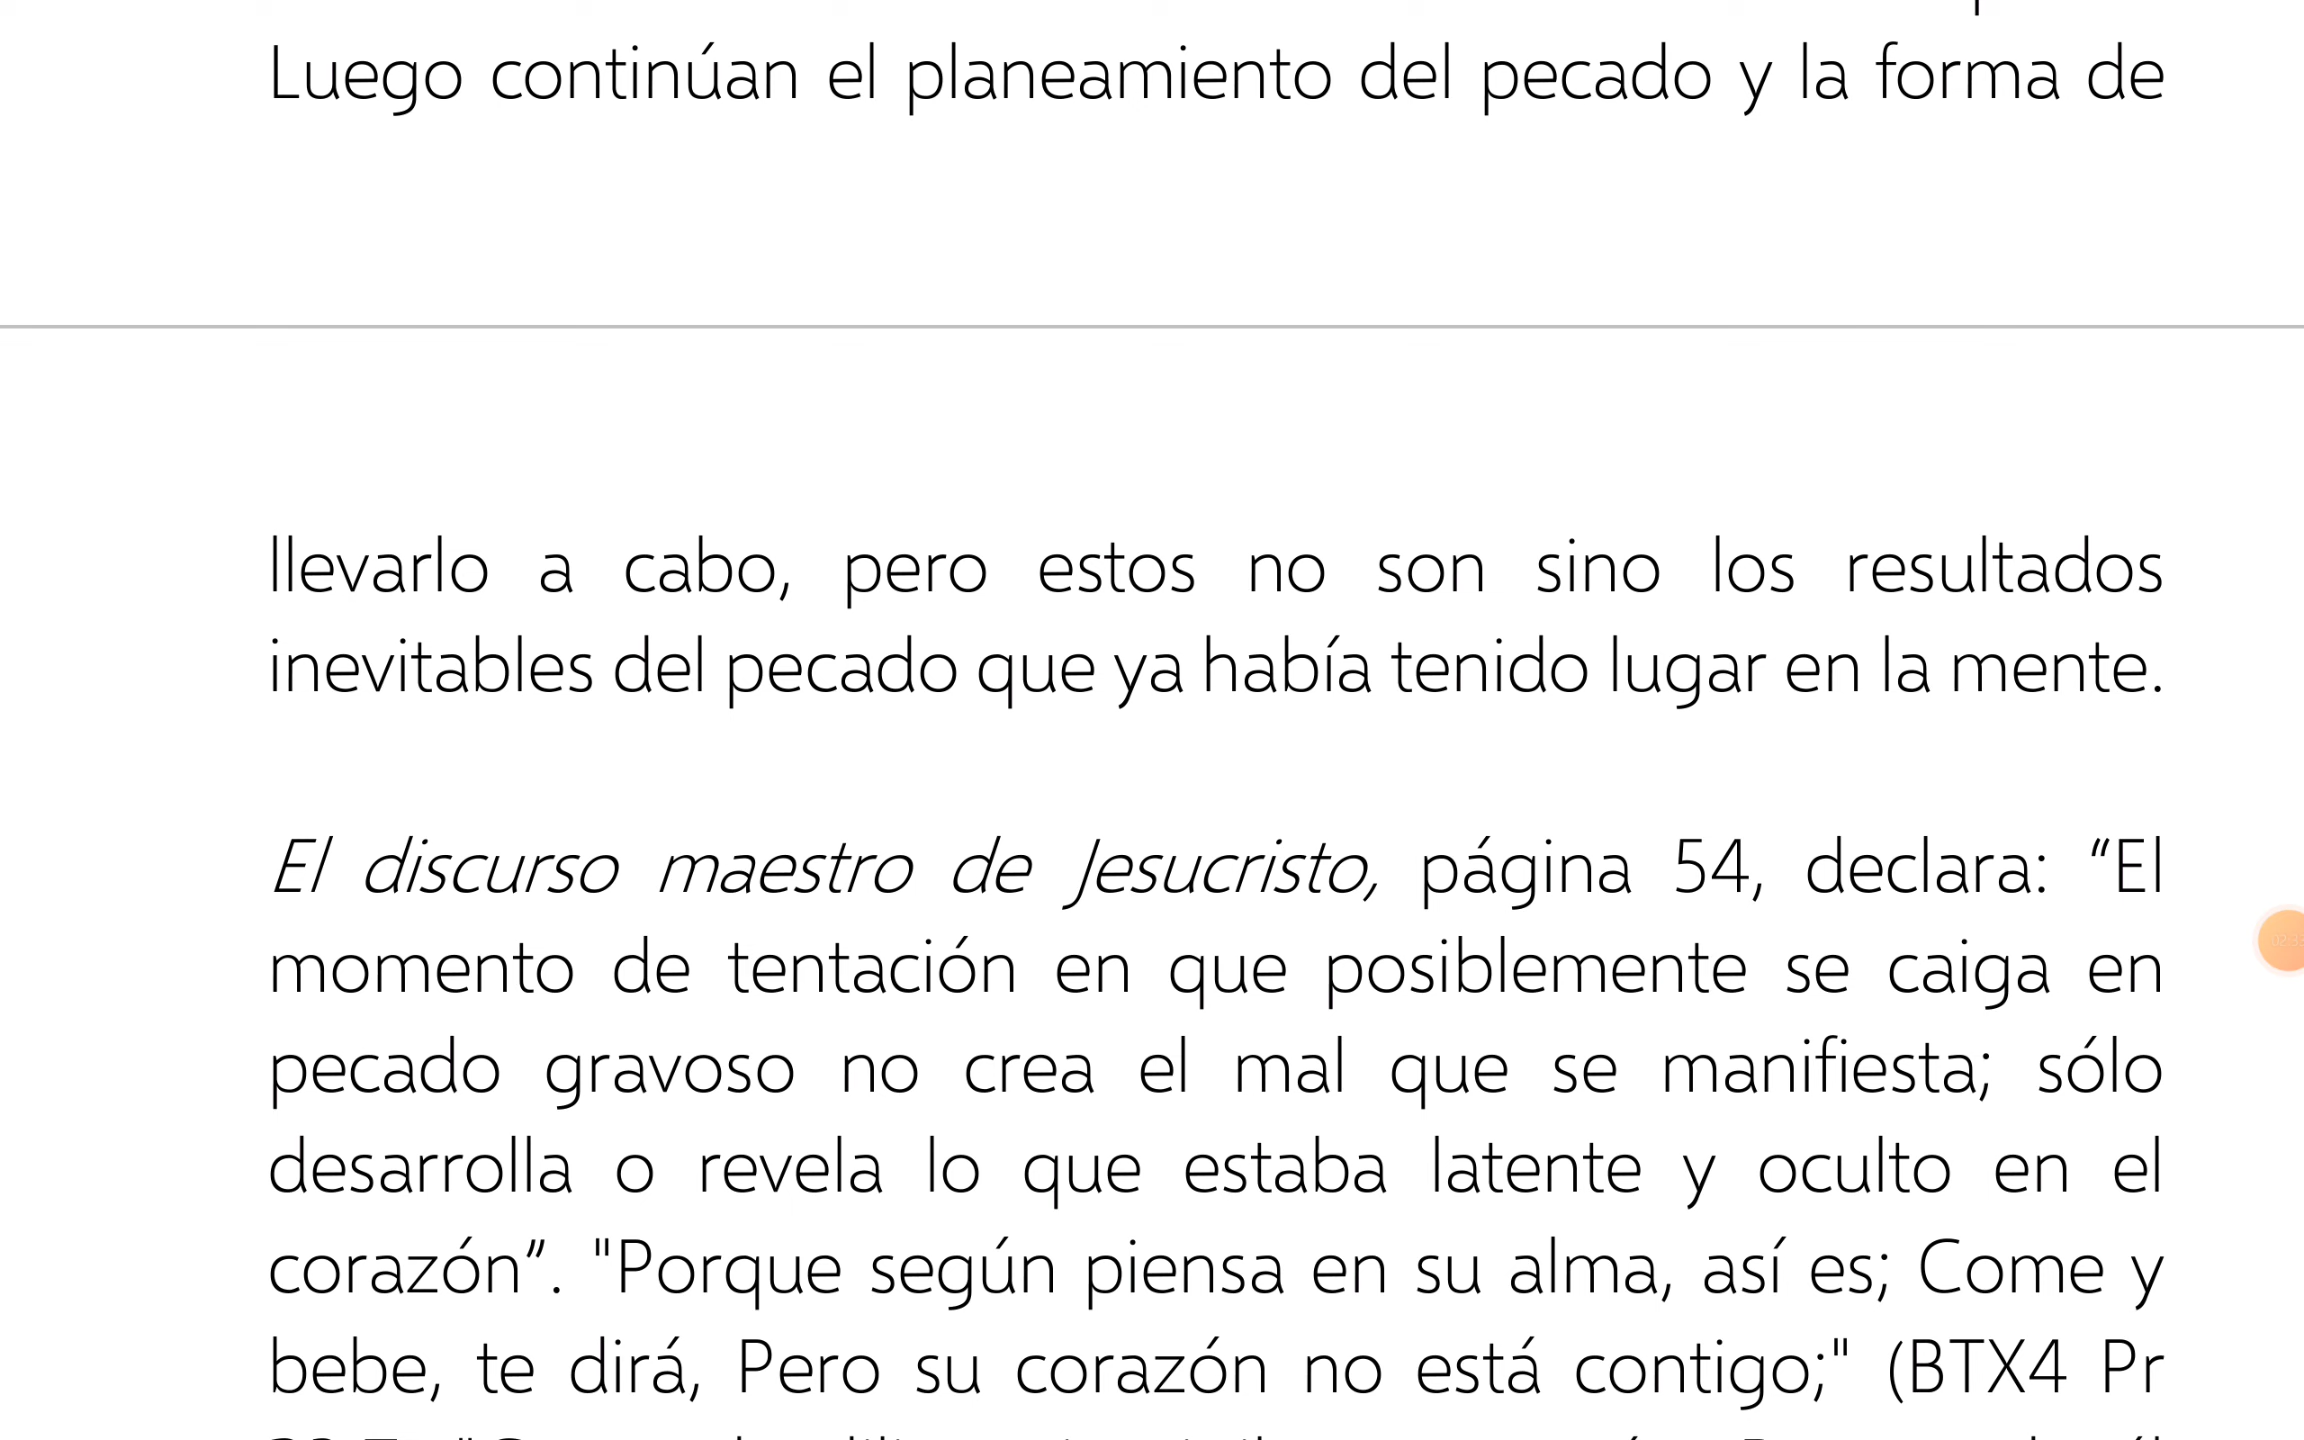 Luego continúan el planeamiento del pecado y la forma de
llevarlo a cabo, pero estos no son sino los resultados
inevitables del pecado que ya había tenido lugar en la mente.
El discurso maestro de Jesucristo, página 54, declara: “El
momento de tentación en que posiblemente se caiga en
pecado gravoso no crea el mal que se manifiesta; sólo
desarrolla o revela lo que estaba latente y oculto en el
corazón”. "Porque según piensa en su alma, así es; Come y
bebe, te dirá, Pero su corazón no está contigo;" (BTX4 Pr